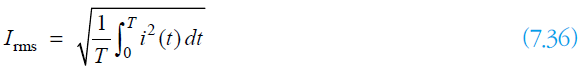 I_rms = √(1/T ∫_0^T i²(t) dt) (7.36)